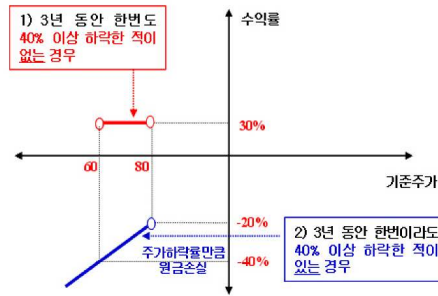 1) 3년 동안 한번도
40% 이상 하락한 적이
없는 경우
수익률
30%
60
80
기준주가
-20%
2) 3년 동안 한번이라도
40% 이상 하락한 적이
있는 경우
주가하락률만큼
원금손실
-40%